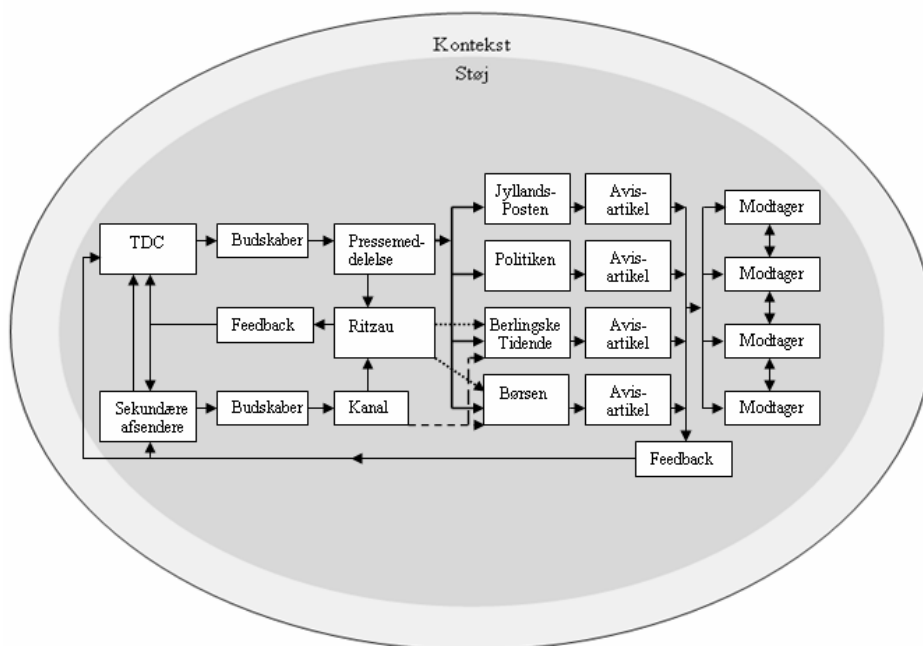 Kontekst
Støj
TDC
Budskaber
Pressemed-
delelse
Jyllands-
Posten
Avis-
artikel
Modtager
Politiken
Avis-
artikel
Modtager
Feedback
Ritzau
Berlingske
Tidende
Avis-
artikel
Modtager
Sekundære
afsendere
Budskaber
Kanal
Børsen
Avis-
artikel
Modtager
Feedback